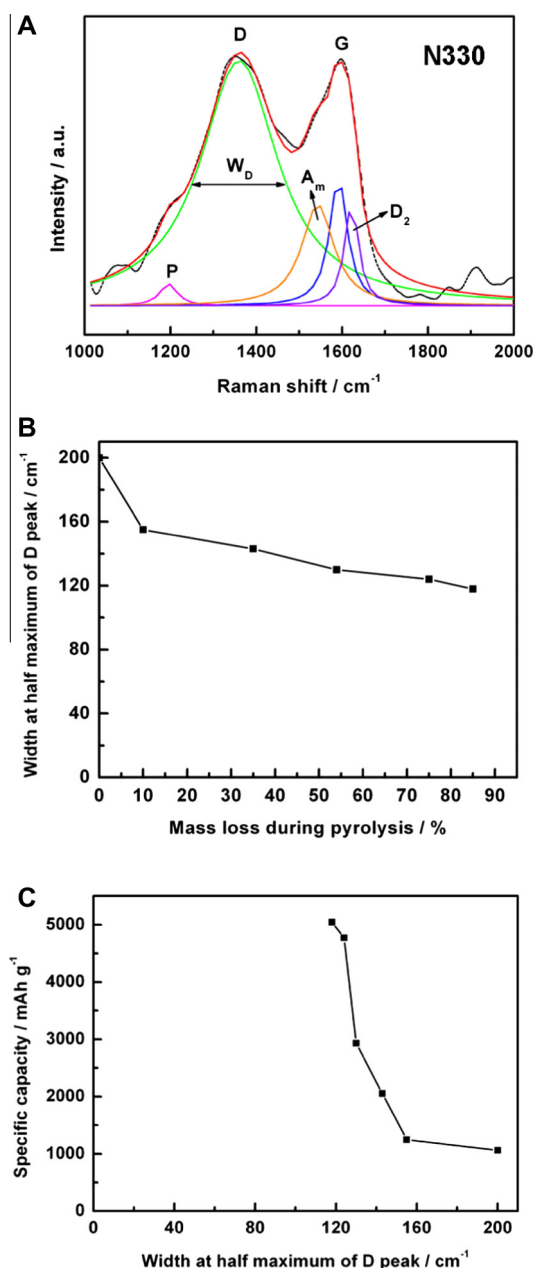 A
D
G
N330
W_D
A_m
D_2
P
Intensity / a.u.
1000 1200 1400 1600 1800 2000
Raman shift / cm⁻¹
B
200
160
120
80
40
0
Width at half maximum of D peak / cm⁻¹
0 10 20 30 40 50 60 70 80 90
Mass loss during pyrolysis / %
C
5000
4000
3000
2000
1000
0
Specific capacity / mAh g⁻¹
0 40 80 120 160 200
Width at half maximum of D peak / cm⁻¹